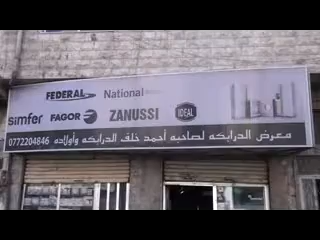 FEDERAL National
simfer FAGOR ZANUSSI IDEAL
معرض الدرابكه لصاحبه أحمد خلف الدرابكه وأولاده 0772204846